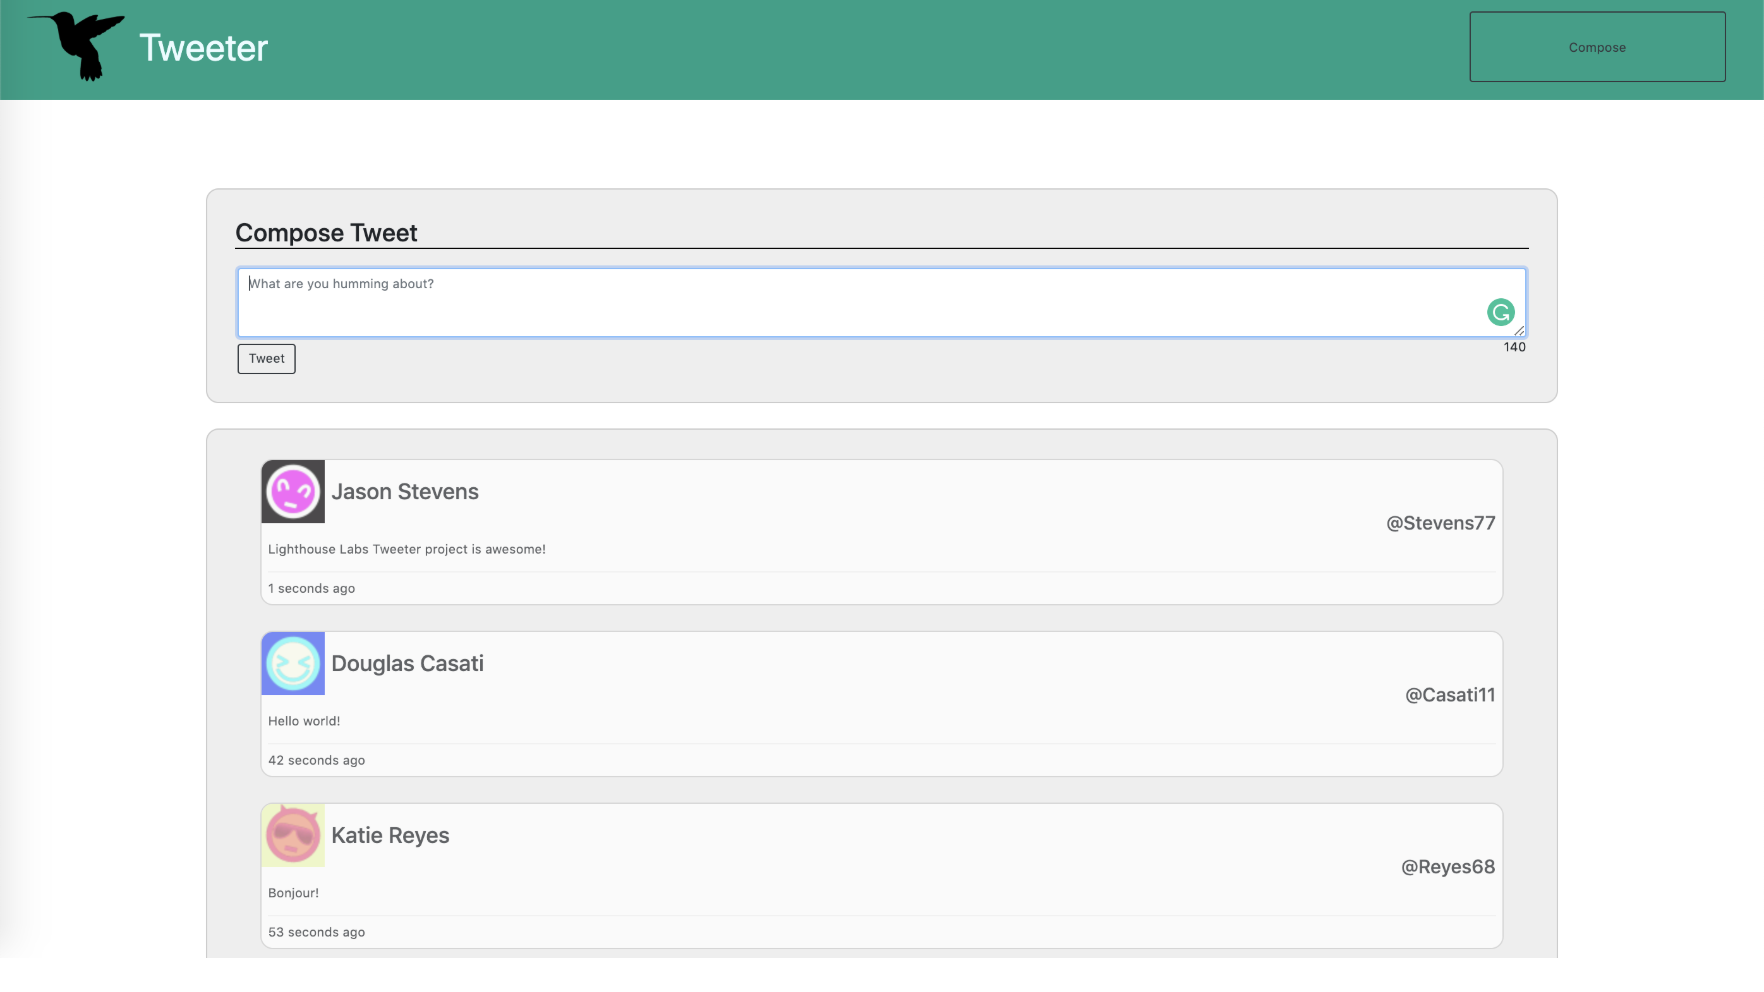 Tweeter
Compose
Compose Tweet
What are you humming about?
Tweet
140
Jason Stevens
@Stevens77
Lighthouse Labs Tweeter project is awesome!
1 seconds ago
Douglas Casati
@Casati11
Hello world!
42 seconds ago
Katie Reyes
@Reyes68
Bonjour!
53 seconds ago